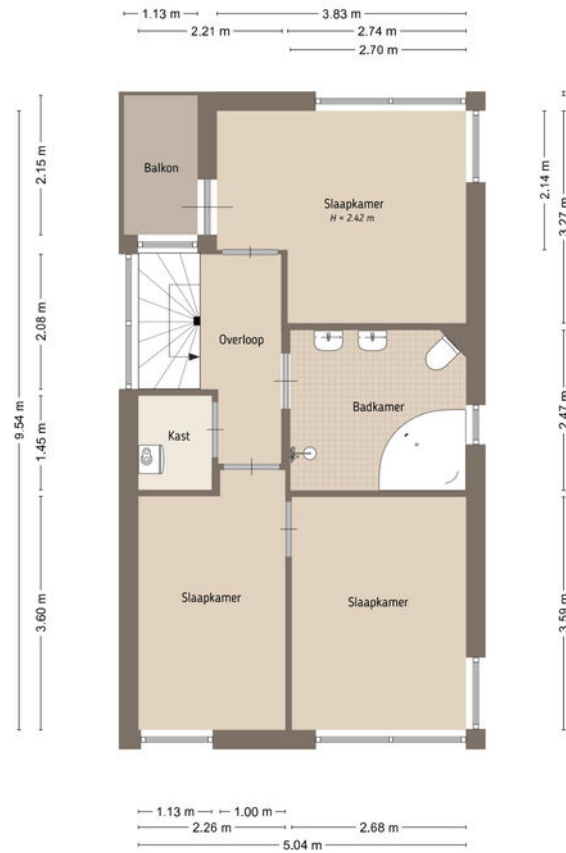 1.13 m
3.83 m
2.21 m
2.74 m
2.70 m
2.15 m
Balkon
Slaapkamer
H = 2.42 m
2.14 m
3.27 m
2.08 m
Overloop
9.54 m
Badkamer
2.47 m
1.45 m
Kast
3.60 m
Slaapkamer
Slaapkamer
3.59 m
1.13 m
1.00 m
2.26 m
2.68 m
5.04 m